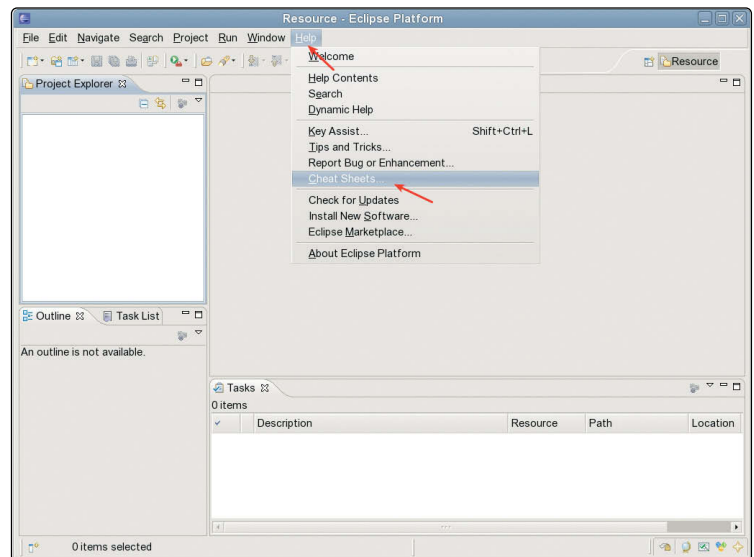 Resource - Eclipse Platform
File Edit Navigate Search Project Run Window Help
Resource
Project Explorer
Welcome
Help Contents
Search
Dynamic Help
Key Assist... Shift+Ctrl+L
Tips and Tricks...
Report Bug or Enhancement...
Cheat Sheets...
Check for Updates
Install New Software...
Eclipse Marketplace...
About Eclipse Platform
Outline Task List
An outline is not available.
Tasks
0 items
Description Resource Path Location
0 items selected